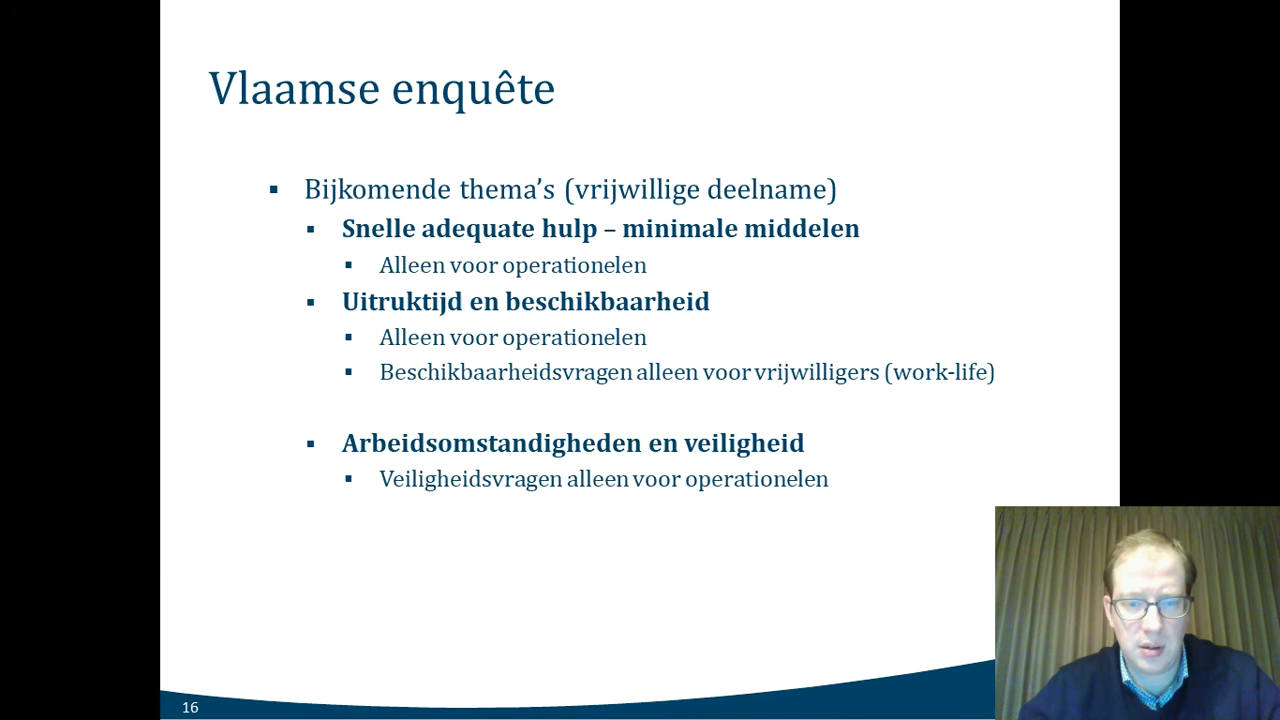 Vlaamse enquête
▪ Bijkomende thema's (vrijwillige deelname)
▪ Snelle adequate hulp – minimale middelen
▪ Alleen voor operationelen
▪ Uitruktijd en beschikbaarheid
▪ Alleen voor operationelen
▪ Beschikbaarheidsvragen alleen voor vrijwilligers (work-life)
▪ Arbeidsomstandigheden en veiligheid
▪ Veiligheidsvragen alleen voor operationelen
16